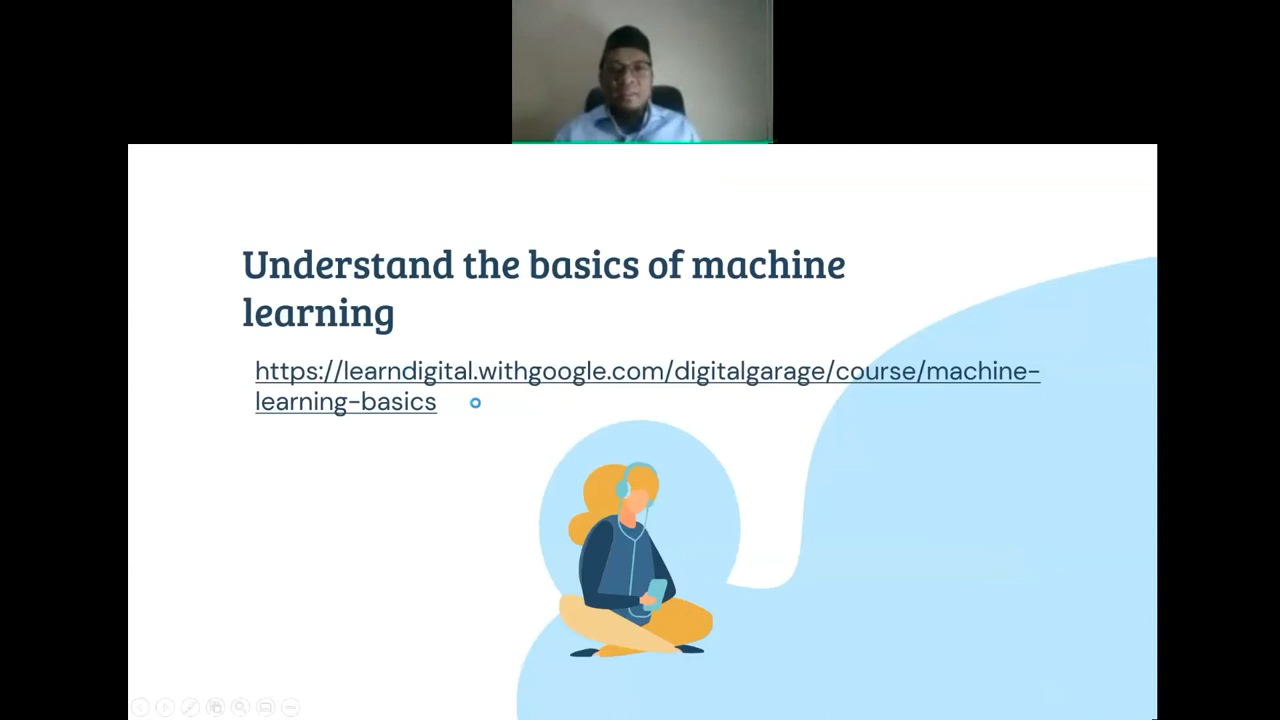 Understand the basics of machine
learning
https://learndigital.withgoogle.com/digitalgarage/course/machine-
learning-basics